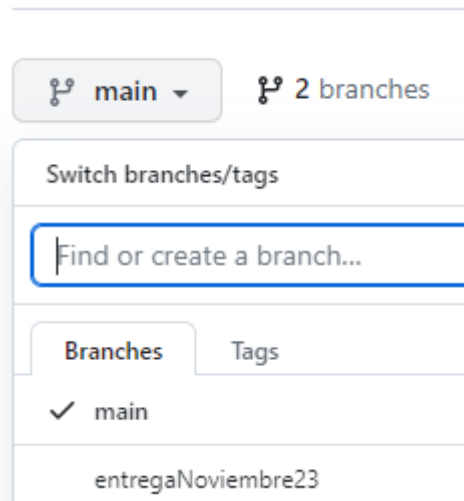 main 2 branches
Switch branches/tags
Find or create a branch...
Branches Tags
main
entregaNoviembre23